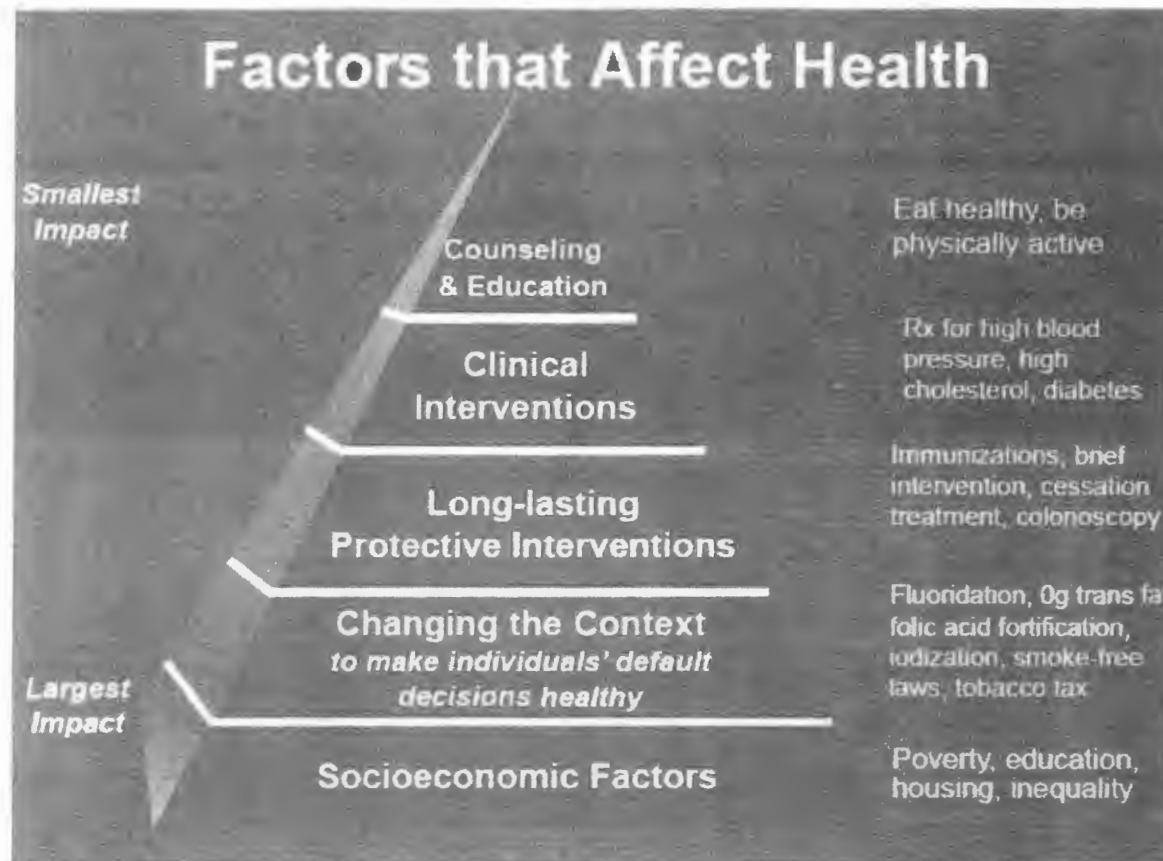 Factors that Affect Health
Smallest
Impact
Eat healthy, be
physically active
Counseling
& Education
Rx for high blood
pressure, high
cholesterol, diabetes
Clinical
Interventions
Immunizations, brief
intervention, cessation
treatment, colonoscopy
Long-lasting
Protective Interventions
Fluoridation, 0g trans fa
folic acid fortification,
iodization, smoke-free
laws, tobacco tax
Changing the Context
to make individuals' default
decisions healthy
Largest
Impact
Socioeconomic Factors
Poverty, education,
housing, inequality